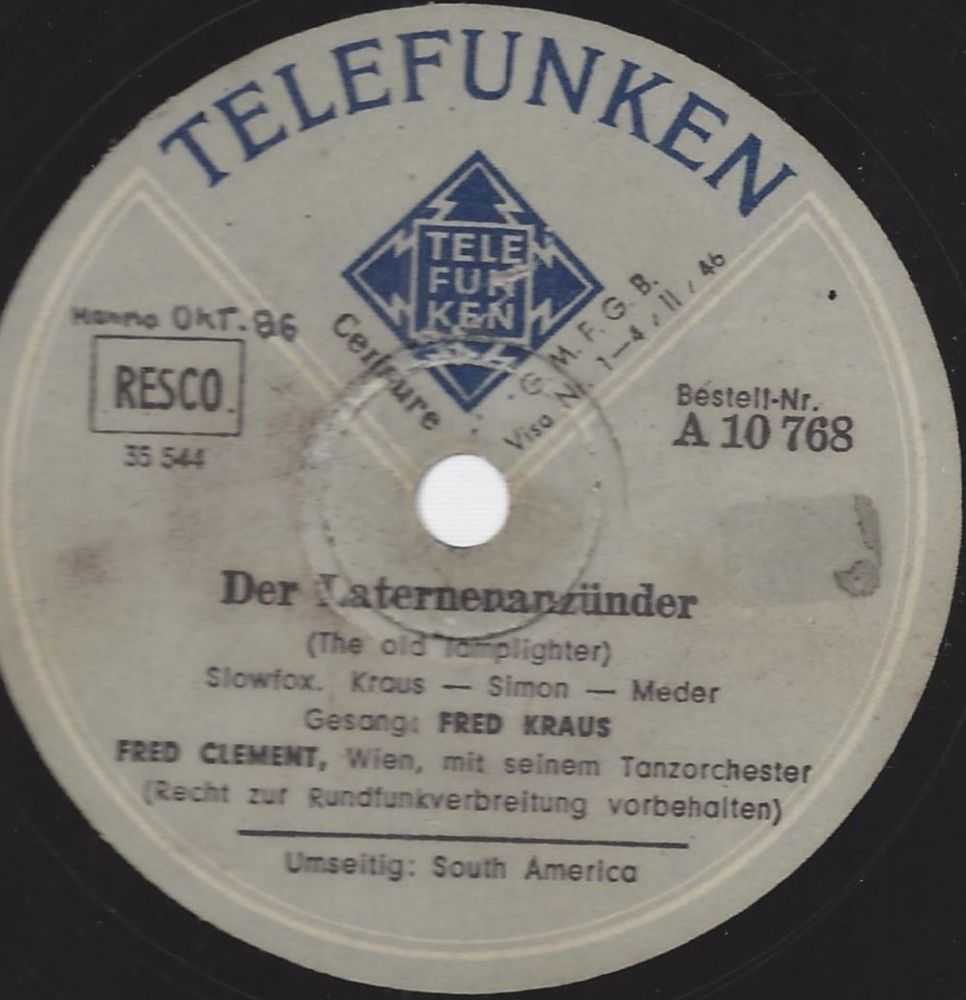 TELEFUNKEN
TELE
FUN
KEN
OKT. 86
RESCO
35 544
Censure
G. M. F. G. B.
Visa Nr. 1—4 / 11 / 46
Bestell-Nr.
A 10 768
Der Laternenanzünder
(The old lamplighter)
Slowfox. Kraus — Simon — Meder
Gesang: FRED KRAUS
FRED CLEMENT, Wien, mit seinem Tanzorchester
(Recht zur Rundfunkverbreitung vorbehalten)
Umseitig: South America